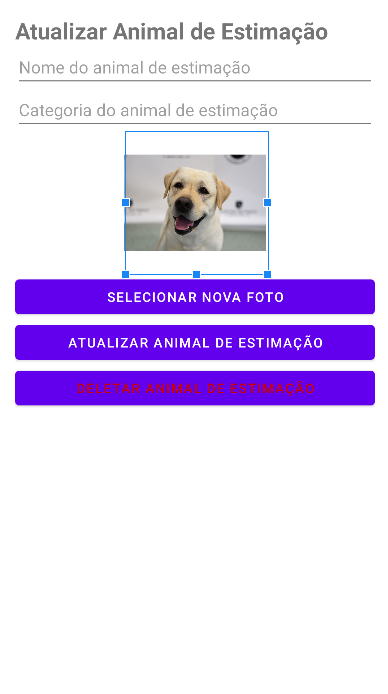 Atualizar Animal de Estimação
Nome do animal de estimação
Categoria do animal de estimação
SELECIONAR NOVA FOTO
ATUALIZAR ANIMAL DE ESTIMAÇÃO
DELETAR ANIMAL DE ESTIMAÇÃO